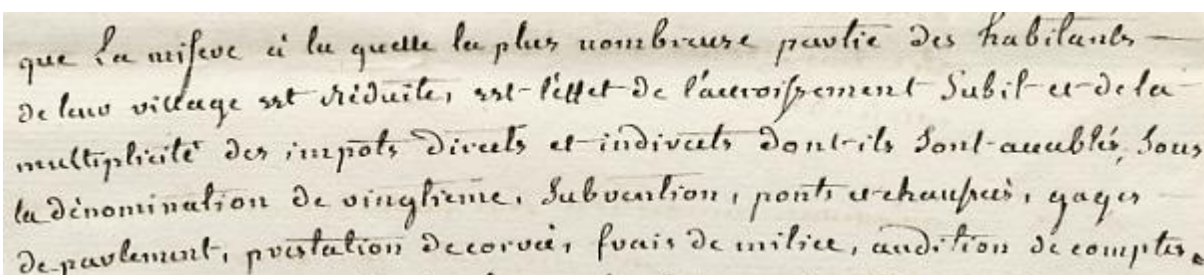 que La misere à la quelle la plus nombreuse partie des habitants —
de leur village est réduite, est l'effet de l'accroissement Subit et de la
multiplicité des impots directs et indirects dont ils Sont accablés, Sous
la dénomination de vingtieme, Subvention, ponts et chaussées, gages —
de parlement, prestation de corvée, frais de milice, audition de comptes,